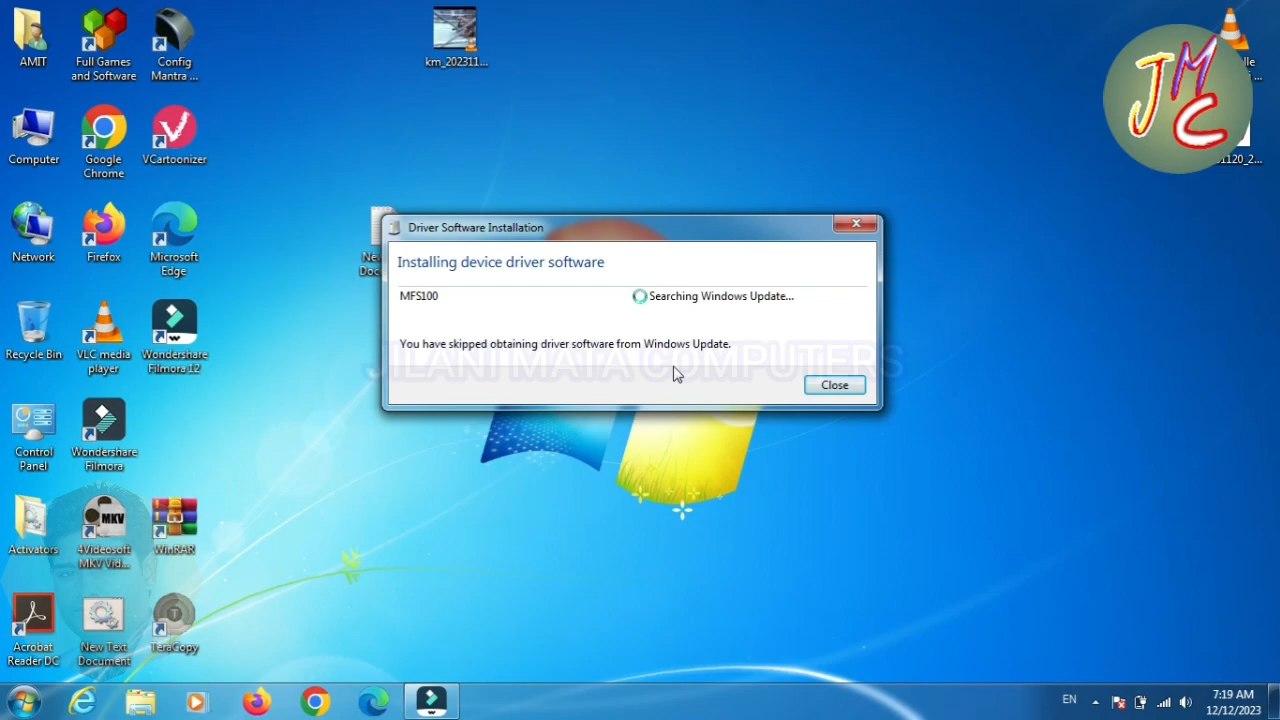 AMIT
Full Games
and Software
Config
Mantra ...
km_202311...
JMC
Computer
Google
Chrome
VCartoonizer
01120_2...
Network
Firefox
Microsoft
Edge
Driver Software Installation
Installing device driver software
MFS100
Searching Windows Update...
You have skipped obtaining driver software from Windows Update.
JILANI MATA COMPUTERS
Close
Recycle Bin
VLC media
player
Wondershare
Filmora 12
Control
Panel
Wondershare
Filmora
Activators
MKV
4Videosoft
MKV Vid...
WinRAR
Acrobat
Reader DC
New Text
Document
T
TeraCopy
EN
7:19 AM
12/12/2023